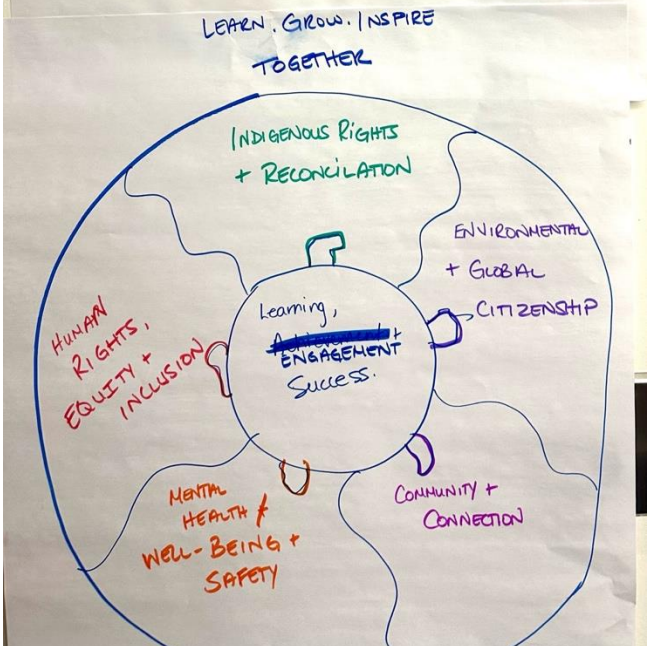 LEARN. GROW. INSPIRE
TOGETHER
INDIGENOUS RIGHTS
+ RECONCILATION
ENVIRONMENTAL
+ GLOBAL
CITIZENSHIP
Learning,
Achievement +
ENGAGEMENT
Success.
HUMAN
RIGHTS,
EQUITY +
INCLUSION
MENTAL
HEALTH +
WELL-BEING +
SAFETY
COMMUNITY +
CONNECTION